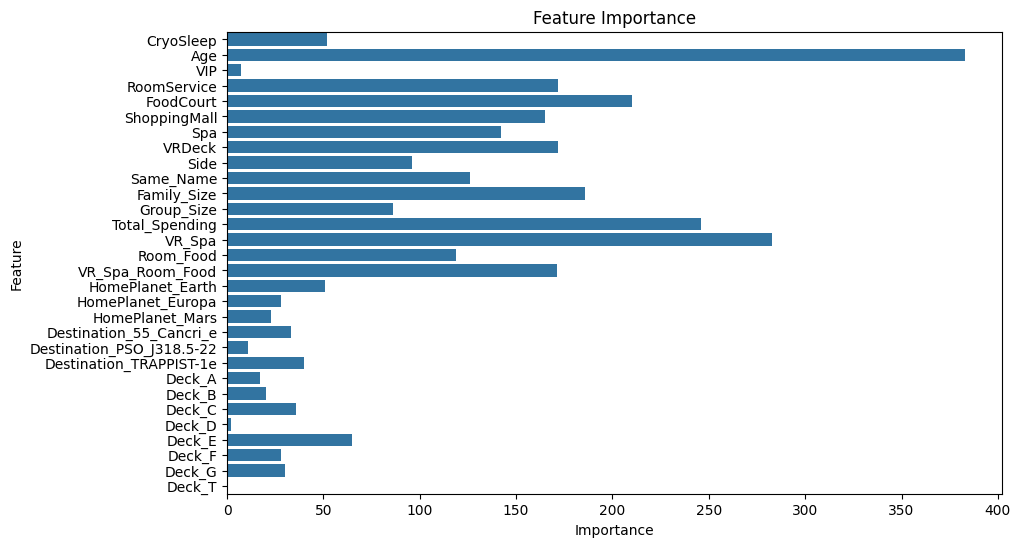 Feature Importance
Feature
CryoSleep
Age
VIP
RoomService
FoodCourt
ShoppingMall
Spa
VRDeck
Side
Same_Name
Family_Size
Group_Size
Total_Spending
VR_Spa
Room_Food
VR_Spa_Room_Food
HomePlanet_Earth
HomePlanet_Europa
HomePlanet_Mars
Destination_55_Cancri_e
Destination_PSO_J318.5-22
Destination_TRAPPIST-1e
Deck_A
Deck_B
Deck_C
Deck_D
Deck_E
Deck_F
Deck_G
Deck_T
0 50 100 150 200 250 300 350 400
Importance